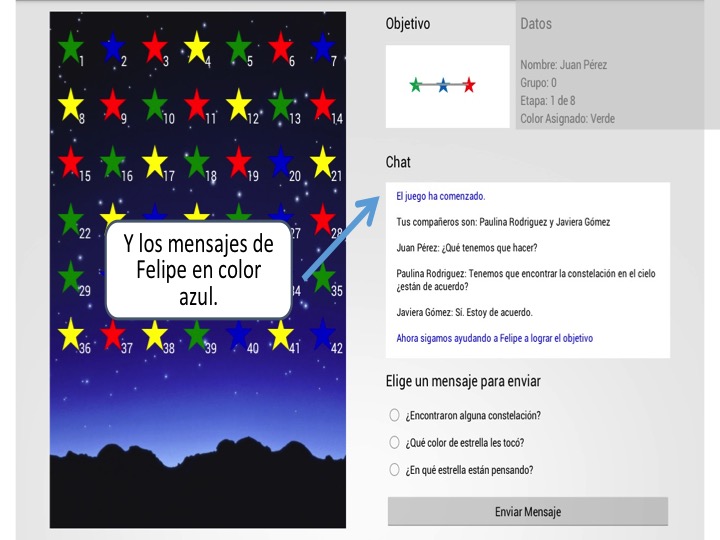 Objetivo
Datos
Nombre: Juan Pérez
Grupo: 0
Etapa: 1 de 8
Color Asignado: Verde
1 2 3 4 5 6 7
8 9 10 11 12 13 14
15 16 17 18 19 20 21
22 27 28
29 34 35
36 37 38 39 40 41 42
Y los mensajes de
Felipe en color
azul.
Chat
El juego ha comenzado.
Tus compañeros son: Paulina Rodriguez y Javiera Gómez
Juan Pérez: ¿Qué tenemos que hacer?
Paulina Rodriguez: Tenemos que encontrar la constelación en el cielo
¿están de acuerdo?
Javiera Gómez: Sí. Estoy de acuerdo.
Ahora sigamos ayudando a Felipe a lograr el objetivo
Elige un mensaje para enviar
¿Encontraron alguna constelación?
¿Qué color de estrella les tocó?
¿En qué estrella están pensando?
Enviar Mensaje